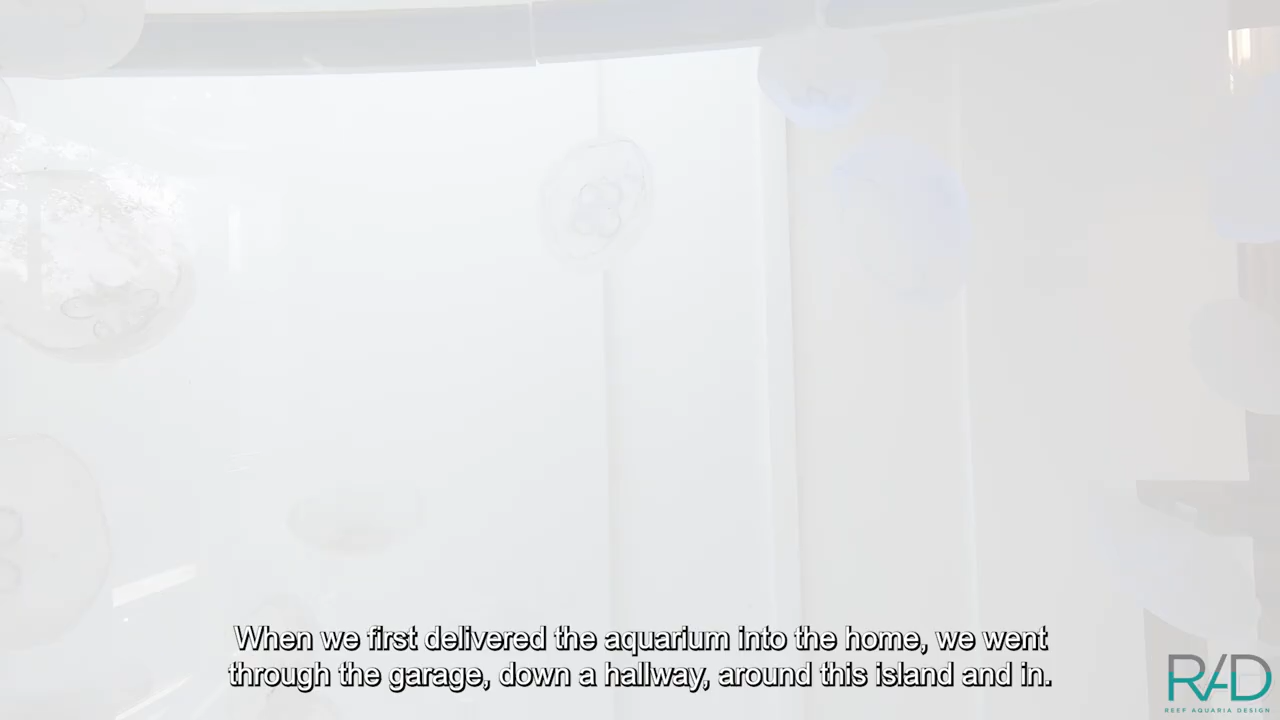 When we first delivered the aquarium into the home, we went
through the garage, down a hallway, around this island and in.
RAD
REEF AQUARIA DESIGN